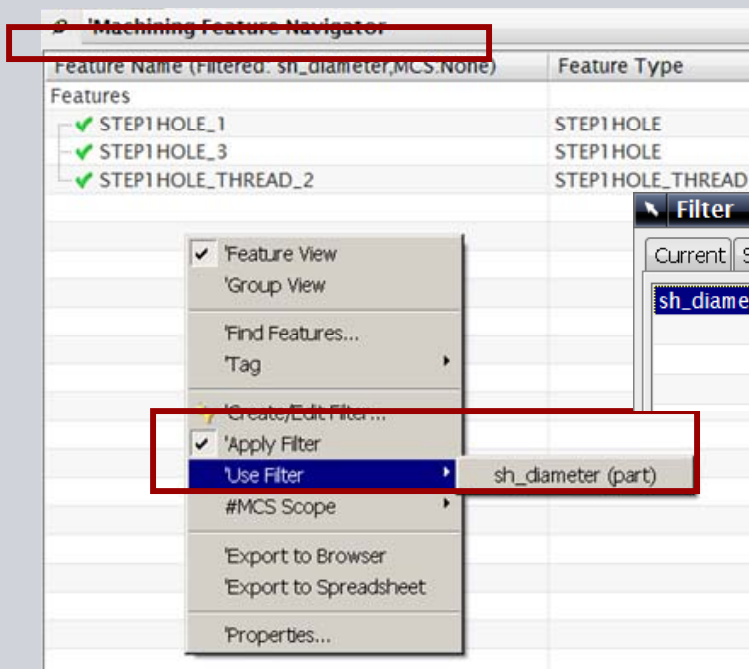 'Machining Feature Navigator
Feature Name (Filtered: sh_diameter,MCS:None) Feature Type
Features
STEP1HOLE_1 STEP1HOLE
STEP1HOLE_3 STEP1HOLE
STEP1HOLE_THREAD_2 STEP1HOLE_THREAD
Filter
Current S
sh_diame
'Feature View
'Group View
'Find Features...
'Tag
'Create/Edit Filter...
'Apply Filter
'Use Filter sh_diameter (part)
#MCS Scope
'Export to Browser
'Export to Spreadsheet
'Properties...